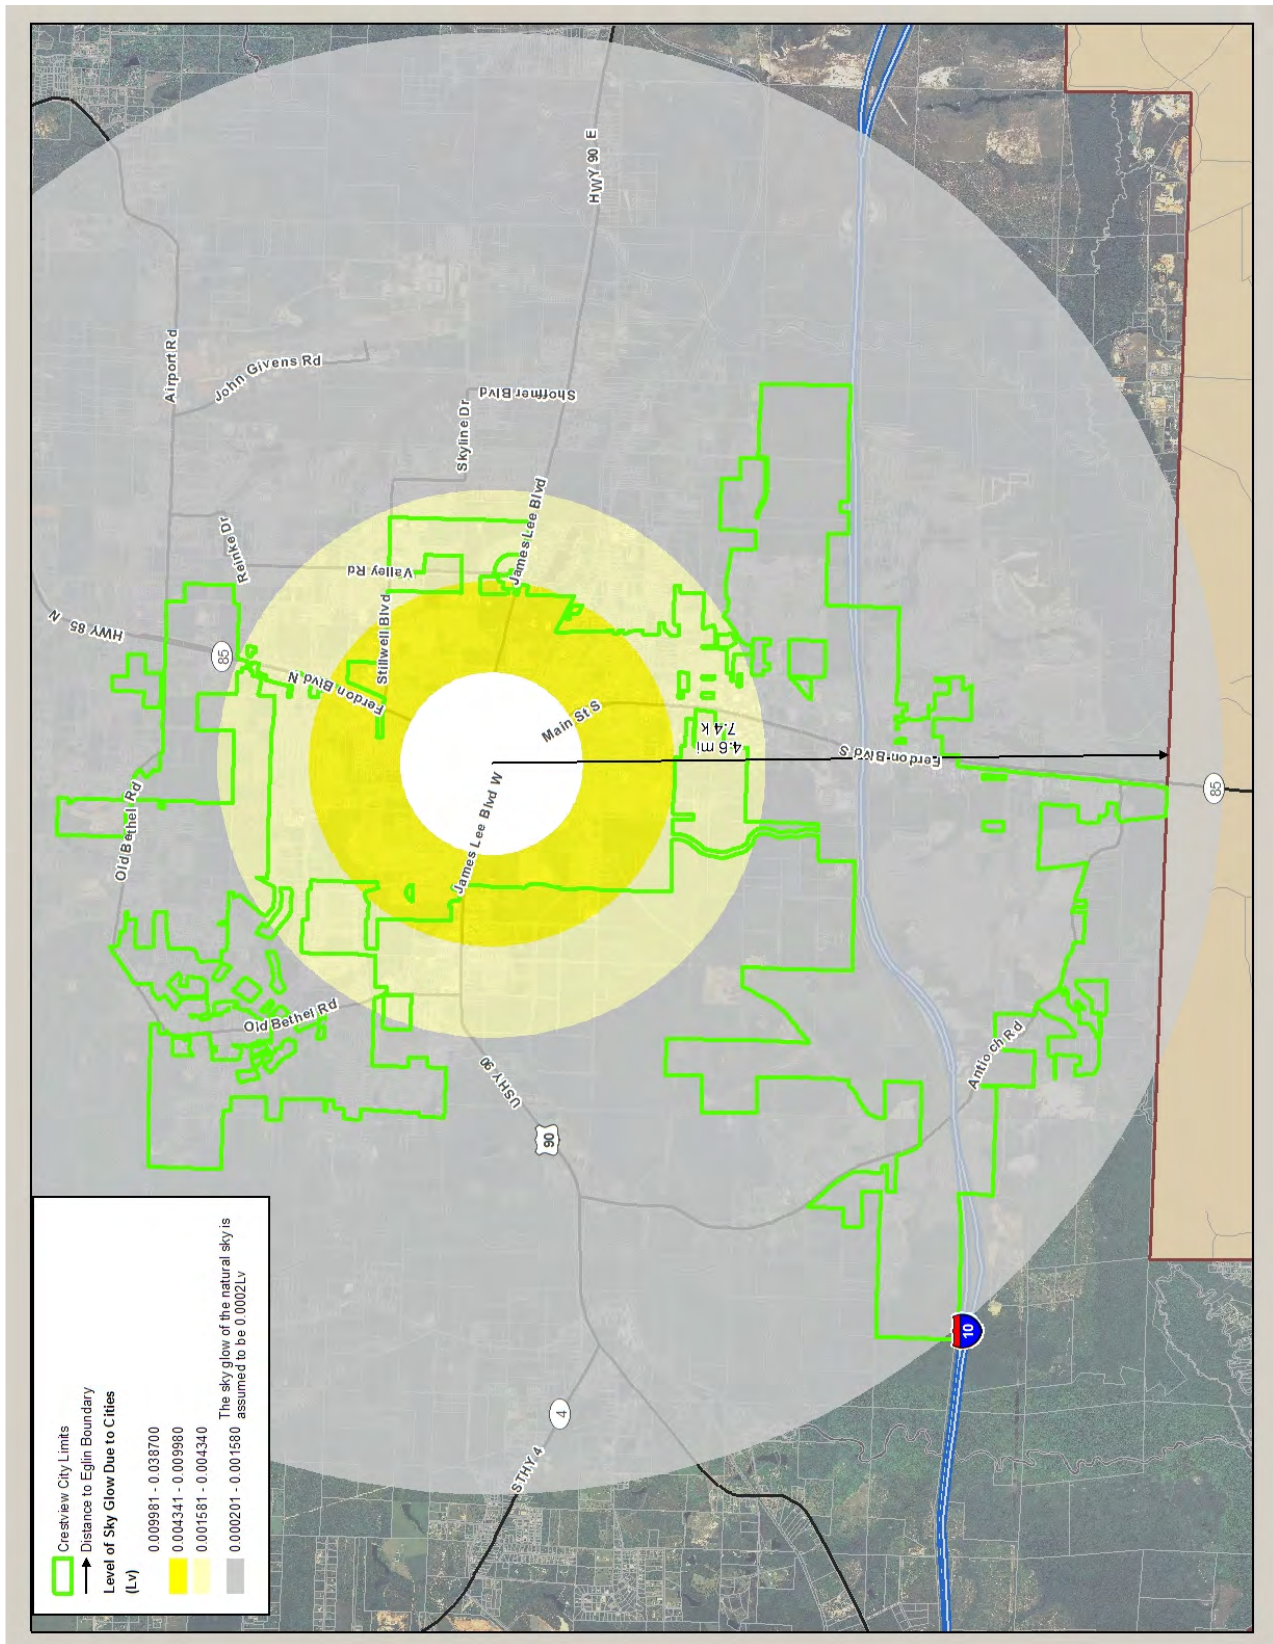 Crestview City Limits
Distance to Eglin Boundary
Level of Sky Glow Due to Cities
(Lv)
0.009981 - 0.038700
0.004341 - 0.009980
0.001581 - 0.004340
0.000201 - 0.001580
The sky glow of the natural sky is
assumed to be 0.0002Lv
STHY 4
4
USHY 90
90
10
Old Bethel Rd
Old Bethel Rd
Antioch Rd
James Lee Blvd W
Main St S
4.6 mi
7.4 k
Ferdon Blvd S
85
Ferdon Blvd N
Stillwell Blvd
85
HWY 85 N
Reinke Dr
Valley Rd
James Lee Blvd
Skyline Dr
Shoffner Blvd
John Givens Rd
Airport Rd
HWY 90 E